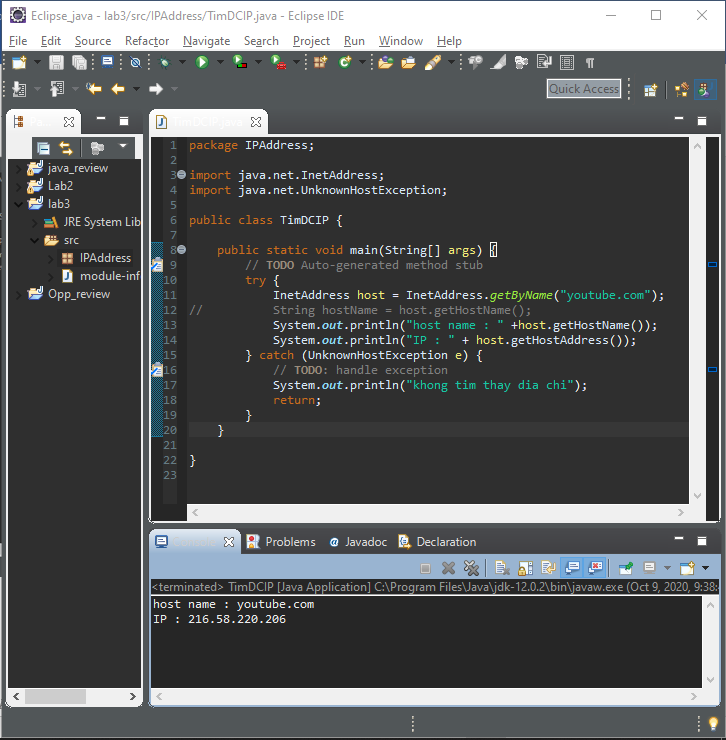 Eclipse_java - lab3/src/IPAddress/TimDCIP.java - Eclipse IDE
File Edit Source Refactor Navigate Search Project Run Window Help
Quick Access
java_review
Lab2
lab3
JRE System Lib
src
IPAddress
module-inf
Opp_review
1 package IPAddress;
2
3 import java.net.InetAddress;
4 import java.net.UnknownHostException;
5
6 public class TimDCIP {
7
8 public static void main(String[] args) {
9 // TODO Auto-generated method stub
10 try {
11 InetAddress host = InetAddress.getByName("youtube.com");
12 // String hostName = host.getHostName();
13 System.out.println("host name : " +host.getHostName());
14 System.out.println("IP : " + host.getHostAddress());
15 } catch (UnknownHostException e) {
16 // TODO: handle exception
17 System.out.println("khong tim thay dia chi");
18 return;
19 }
20 }
21
22 }
23
Problems Javadoc Declaration
<terminated> TimDCIP [Java Application] C:\Program Files\Java\jdk-12.0.2\bin\javaw.exe (Oct 9, 2020, 9:38:
host name : youtube.com
IP : 216.58.220.206